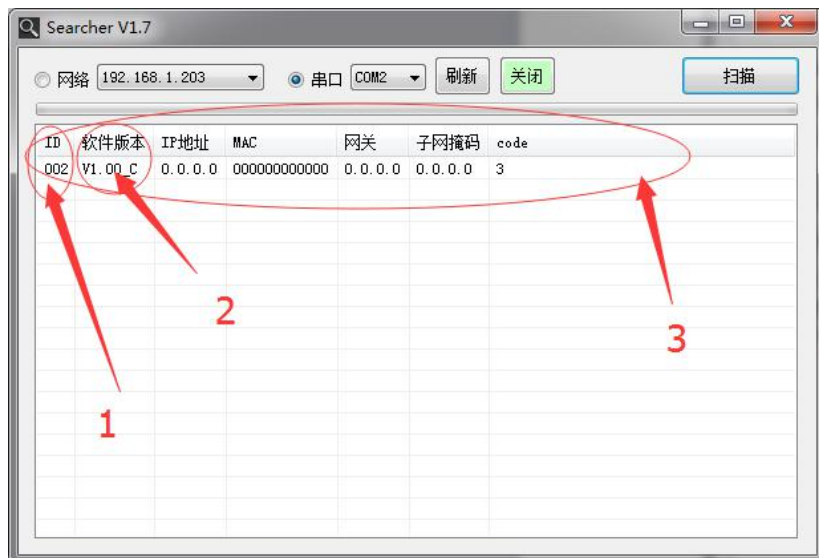 Searcher V1.7
网络 192.168.1.203 串口 COM2 刷新 关闭 扫描
ID 软件版本 IP地址 MAC 网关 子网掩码 code
002 V1.00_C 0.0.0.0 000000000000 0.0.0.0 0.0.0.0 3
2
3
1